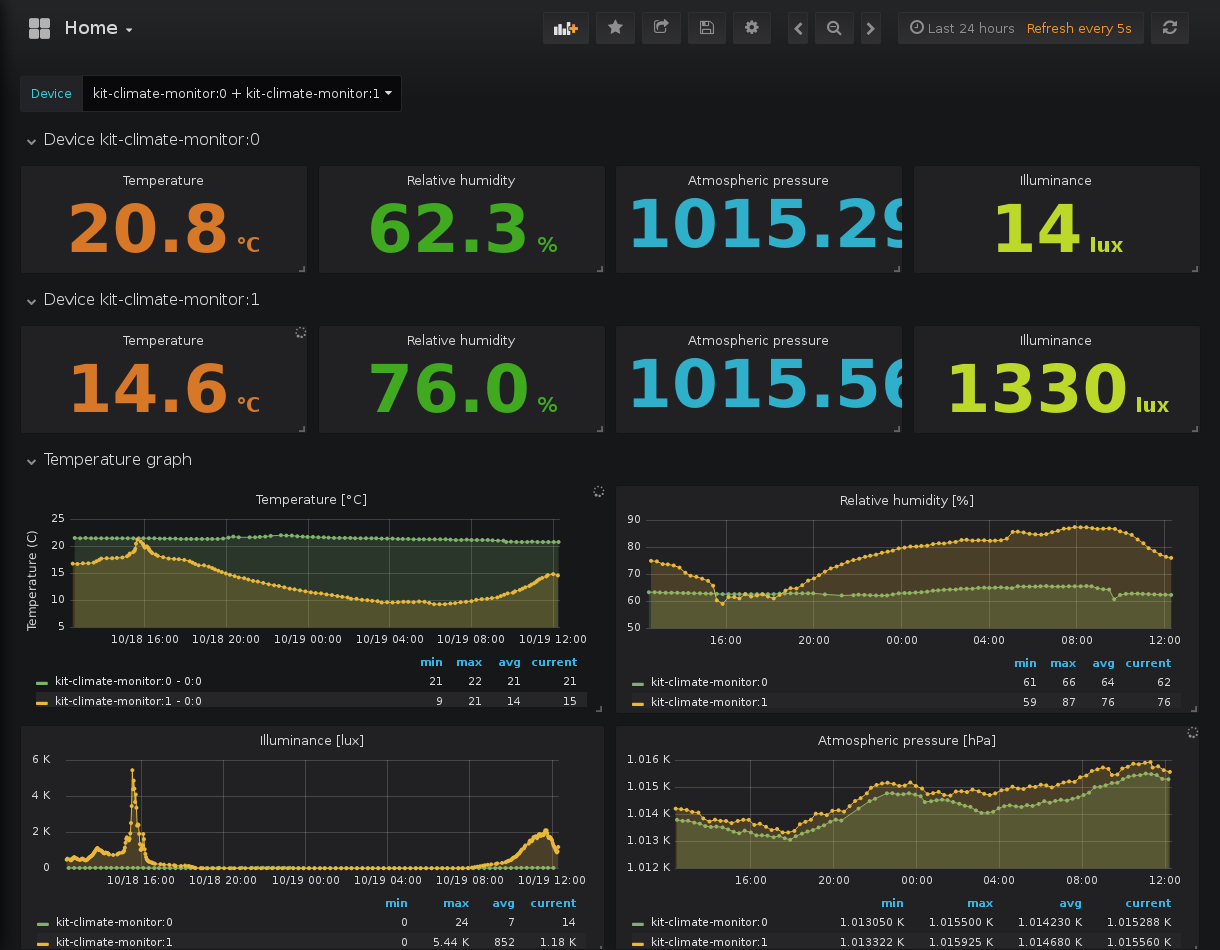 Home
Last 24 hours Refresh every 5s
Device kit-climate-monitor:0 + kit-climate-monitor:1
Device kit-climate-monitor:0
Temperature Relative humidity Atmospheric pressure Illuminance
20.8 °C 62.3 % 1015.29 14 lux
Device kit-climate-monitor:1
Temperature Relative humidity Atmospheric pressure Illuminance
14.6 °C 76.0 % 1015.56 1330 lux
Temperature graph
Temperature [°C]
Temperature (C)
25
20
15
10
5
10/18 16:00 10/18 20:00 10/19 00:00 10/19 04:00 10/19 08:00 10/19 12:00
min max avg current
kit-climate-monitor:0 - 0:0 21 22 21 21
kit-climate-monitor:1 - 0:0 9 21 14 15
Relative humidity [%]
90
80
70
60
50
16:00 20:00 00:00 04:00 08:00 12:00
min max avg current
kit-climate-monitor:0 61 66 64 62
kit-climate-monitor:1 59 87 76 76
Illuminance [lux]
6 K
4 K
2 K
0
10/18 16:00 10/18 20:00 10/19 00:00 10/19 04:00 10/19 08:00 10/19 12:00
min max avg current
kit-climate-monitor:0 0 24 7 14
kit-climate-monitor:1 0 5.44 K 852 1.18 K
Atmospheric pressure [hPa]
1.016 K
1.015 K
1.014 K
1.013 K
1.012 K
16:00 20:00 00:00 04:00 08:00 12:00
min max avg current
kit-climate-monitor:0 1.013050 K 1.015500 K 1.014230 K 1.015288 K
kit-climate-monitor:1 1.013322 K 1.015925 K 1.014680 K 1.015560 K